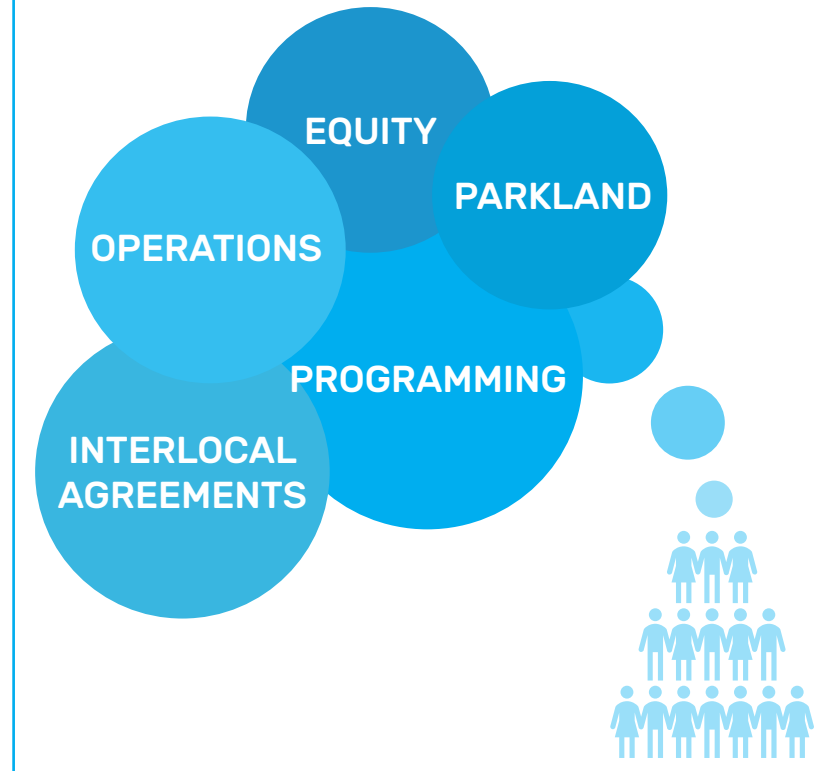 EQUITY
PARKLAND
OPERATIONS
PROGRAMMING
INTERLOCAL
AGREEMENTS